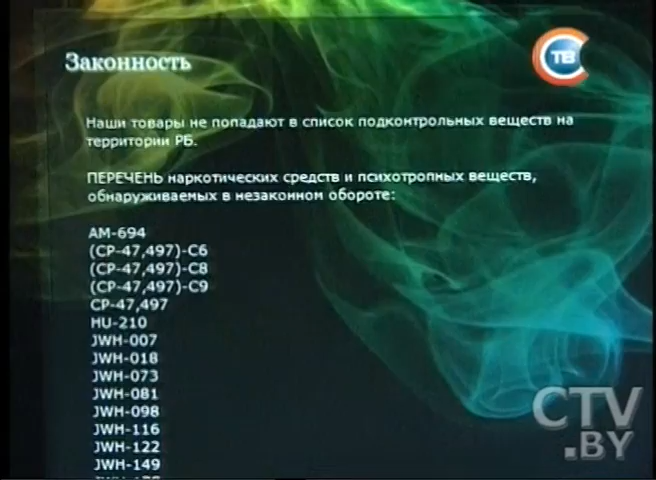 Законность
СТВ
Наши товары не попадают в список подконтрольных веществ на
территории РБ.
ПЕРЕЧЕНЬ наркотических средств и психотропных веществ,
обнаруживаемых в незаконном обороте:
AM-694
(CP-47,497)-C6
(CP-47,497)-C8
(CP-47,497)-C9
CP-47,497
HU-210
JWH-007
JWH-018
JWH-073
JWH-081
JWH-098
JWH-116
JWH-122
JWH-149
CTV
.BY